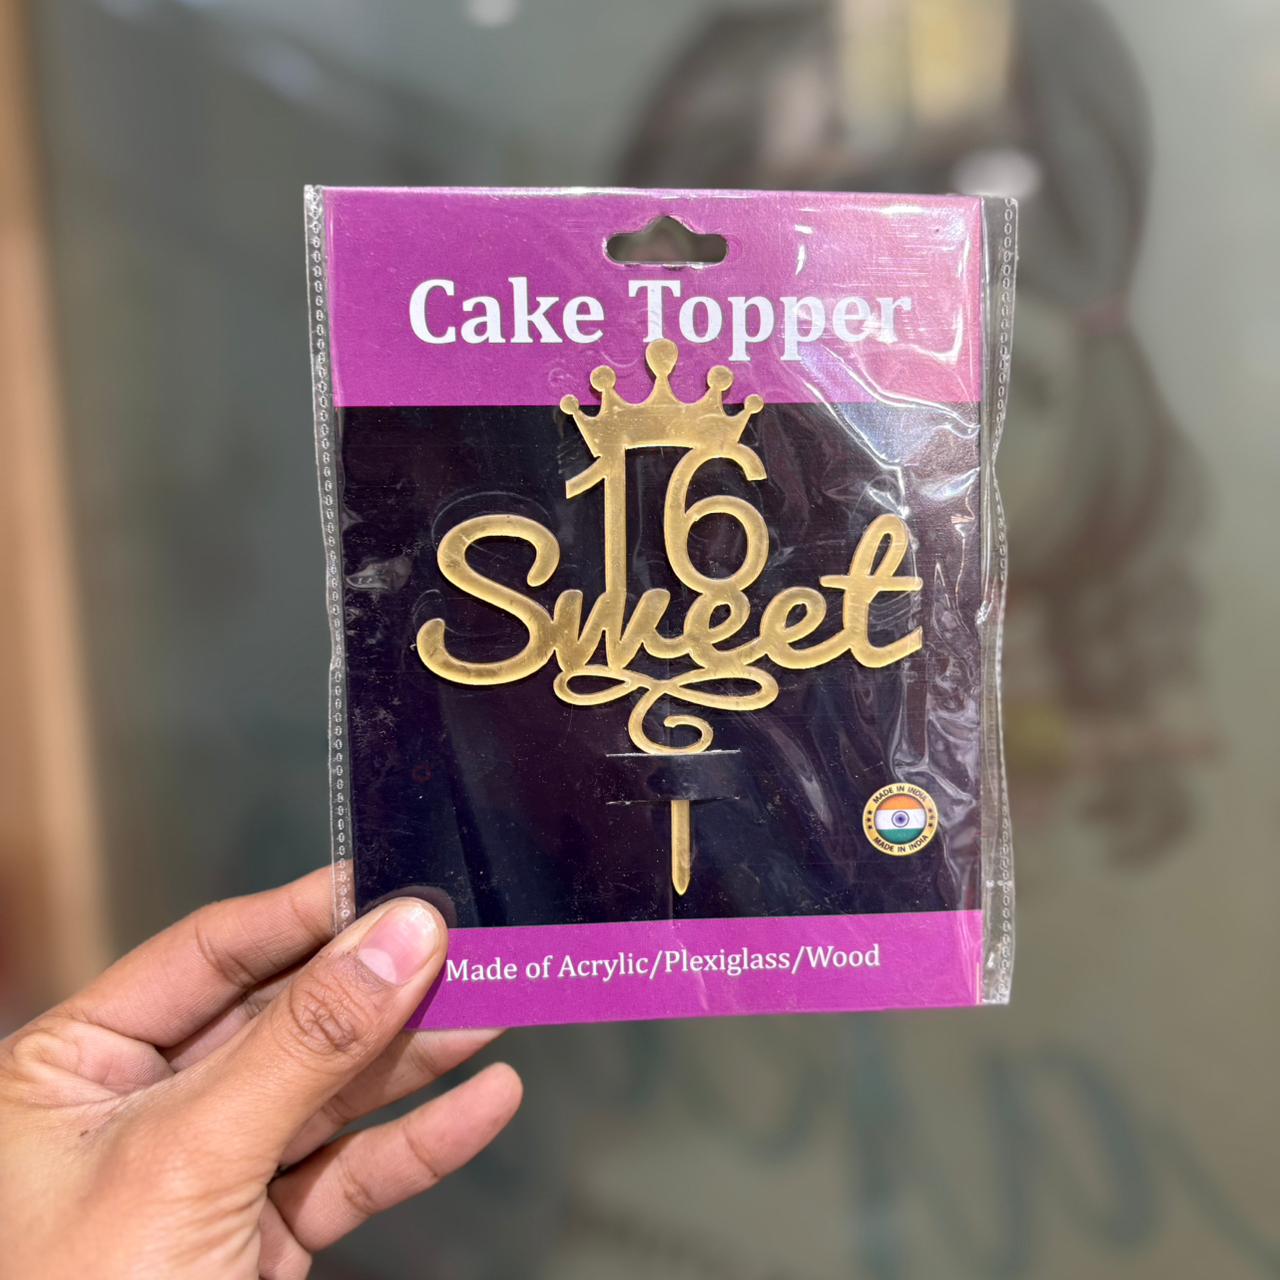 Cake Topper
16
Sweet
MADE IN INDIA
MADE IN INDIA
Made of Acrylic/Plexiglass/Wood